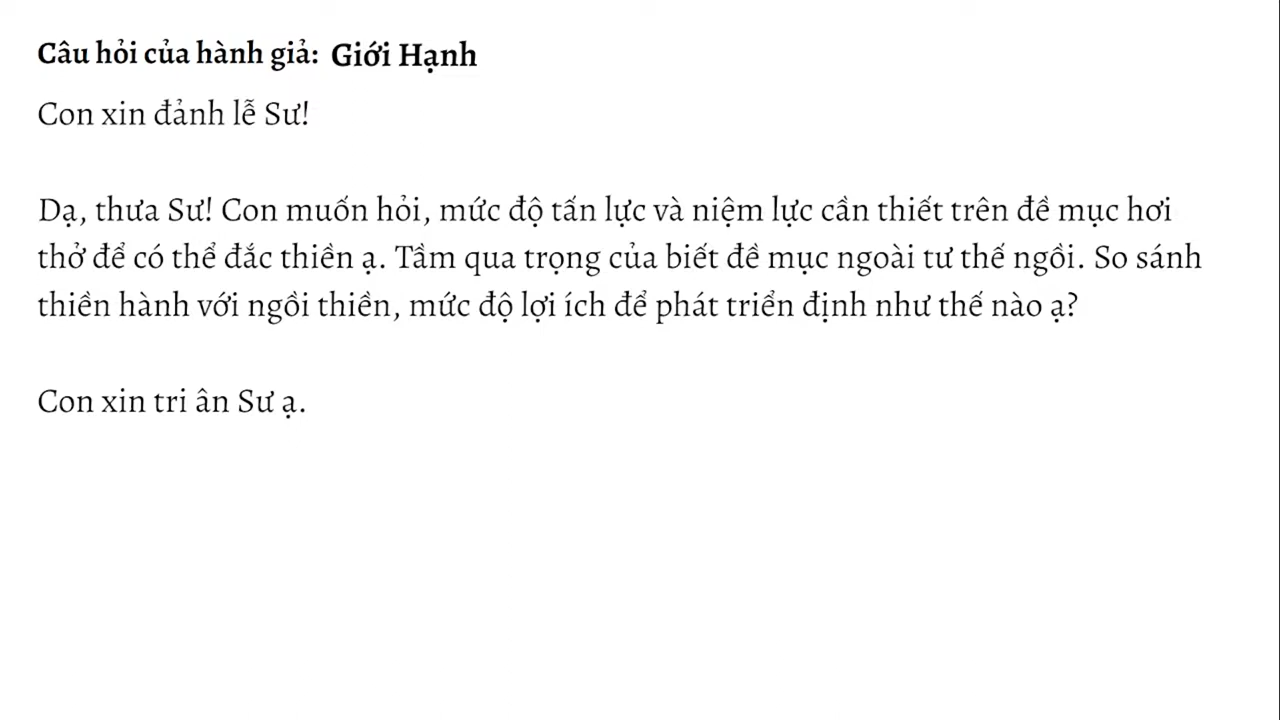 Câu hỏi của hành giả: Giới Hạnh
Con xin đảnh lễ Sư!
Dạ, thưa Sư! Con muốn hỏi, mức độ tấn lực và niệm lực cần thiết trên đề mục hơi
thở để có thể đắc thiền ạ. Tầm qua trọng của biết đề mục ngoài tư thế ngồi. So sánh
thiền hành với ngồi thiền, mức độ lợi ích để phát triển định như thế nào ạ?
Con xin tri ân Sư ạ.